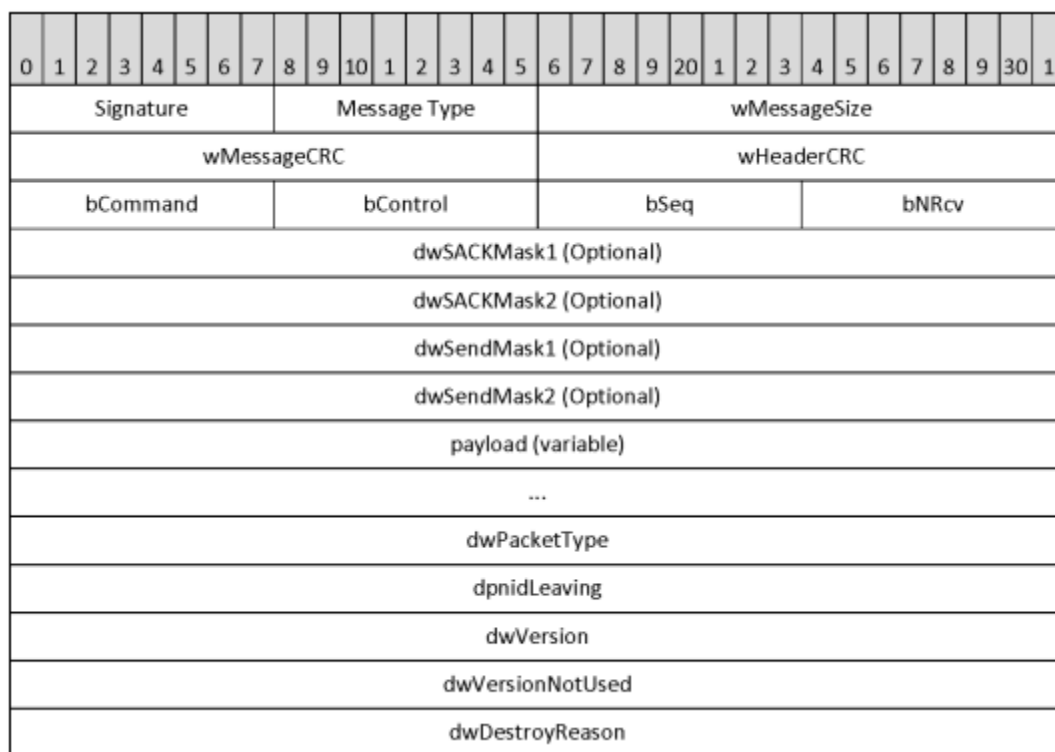 0 1 2 3 4 5 6 7 8 9 10 1 2 3 4 5 6 7 8 9 20 1 2 3 4 5 6 7 8 9 30 1
Signature Message Type wMessageSize
wMessageCRC wHeaderCRC
bCommand bControl bSeq bNRcv
dwSACKMask1 (Optional)
dwSACKMask2 (Optional)
dwSendMask1 (Optional)
dwSendMask2 (Optional)
payload (variable)
...
dwPacketType
dpnidLeaving
dwVersion
dwVersionNotUsed
dwDestroyReason